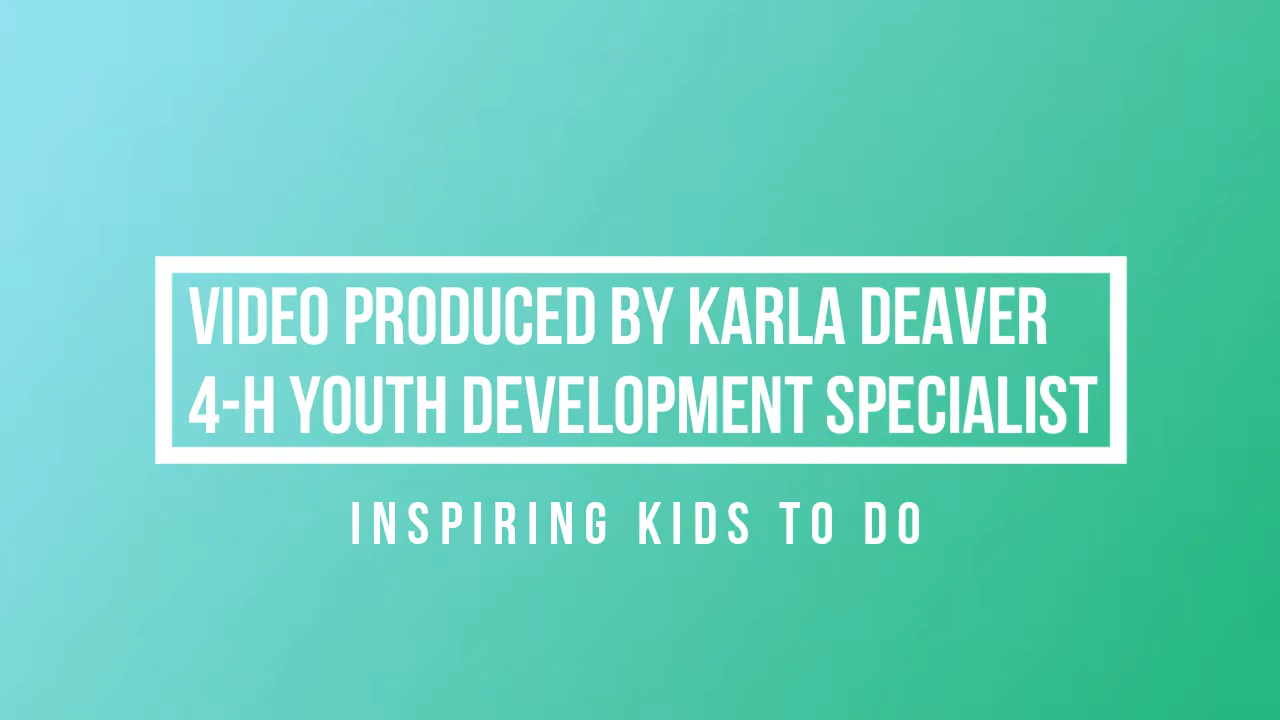 VIDEO PRODUCED BY KARLA DEAVER
4-H YOUTH DEVELOPMENT SPECIALIST
INSPIRING KIDS TO DO